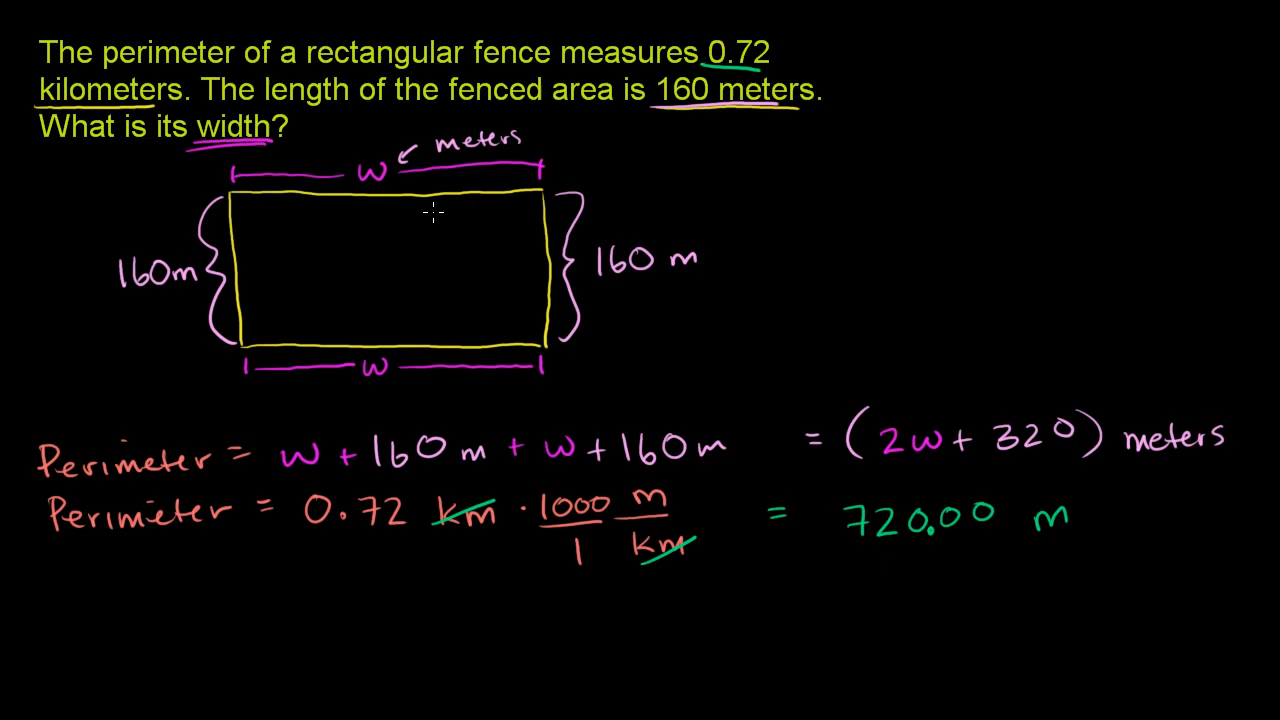 The perimeter of a rectangular fence measures 0.72
kilometers. The length of the fenced area is 160 meters.
What is its width?
meters
w
160m
160 m
w
Perimeter = w + 160 m + w + 160 m = (2w + 320) meters
Perimeter = 0.72 km · 1000/1 m/km = 720.00 m